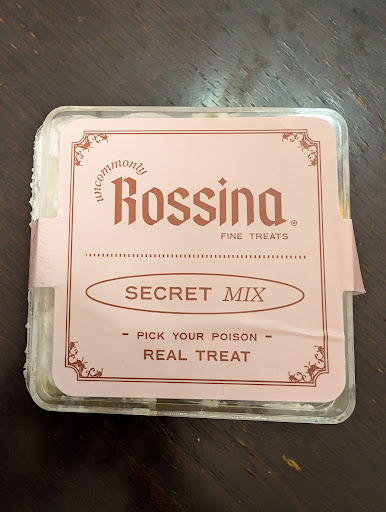 uncommonly
Rossina
FINE TREATS
SECRET MIX
- PICK YOUR POISON -
REAL TREAT